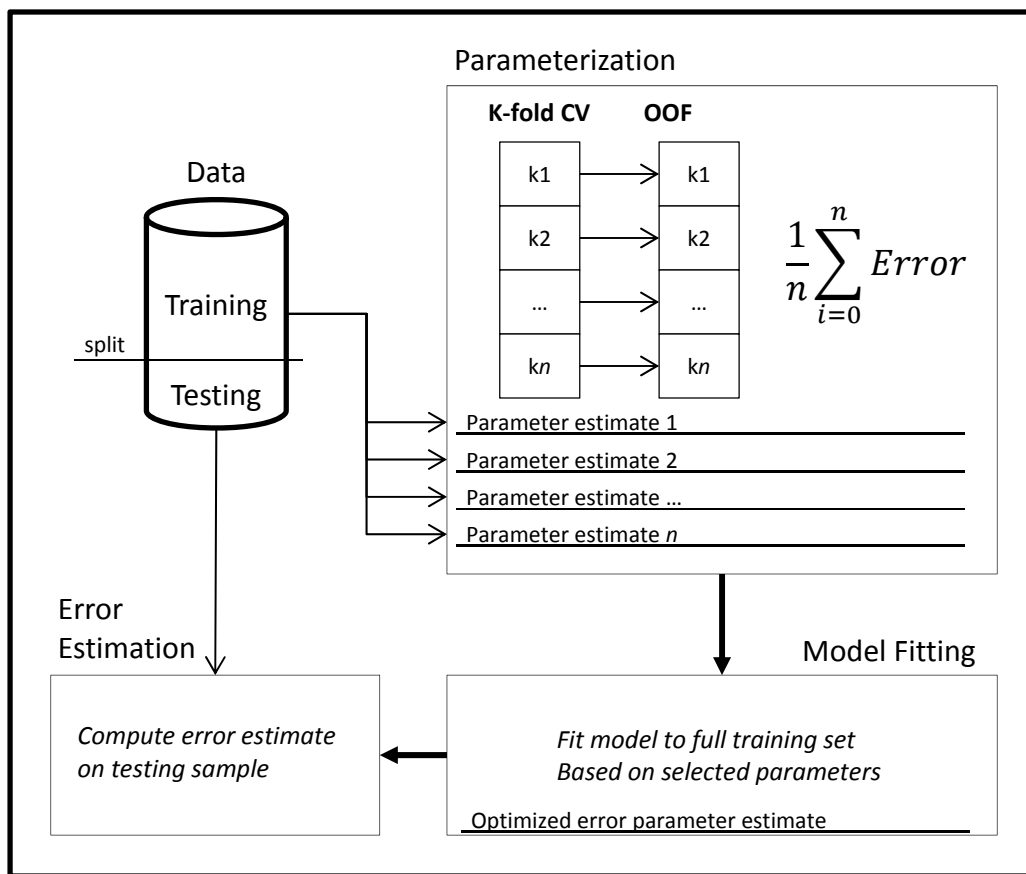 Parameterization
K-fold CV OOF
k1 k1
k2 k2
... ...
kn kn
1/n ∑ i=0 n Error
Data
Training
split
Testing
Parameter estimate 1
Parameter estimate 2
Parameter estimate ...
Parameter estimate n
Error
Estimation
Compute error estimate
on testing sample
Model Fitting
Fit model to full training set
Based on selected parameters
Optimized error parameter estimate